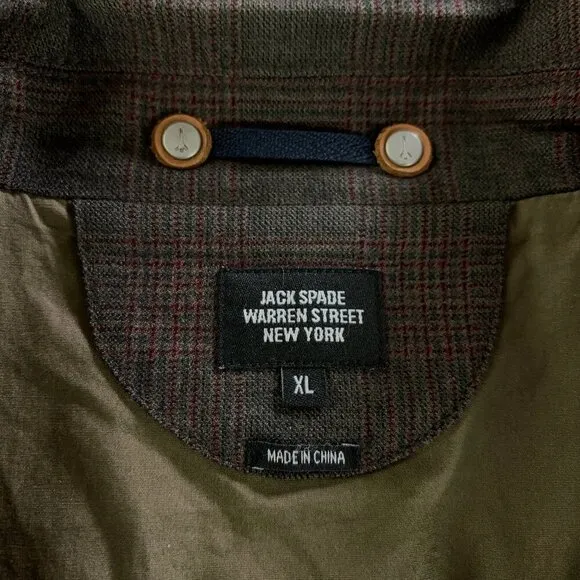 JACK SPADE
WARREN STREET
NEW YORK
XL
MADE IN CHINA